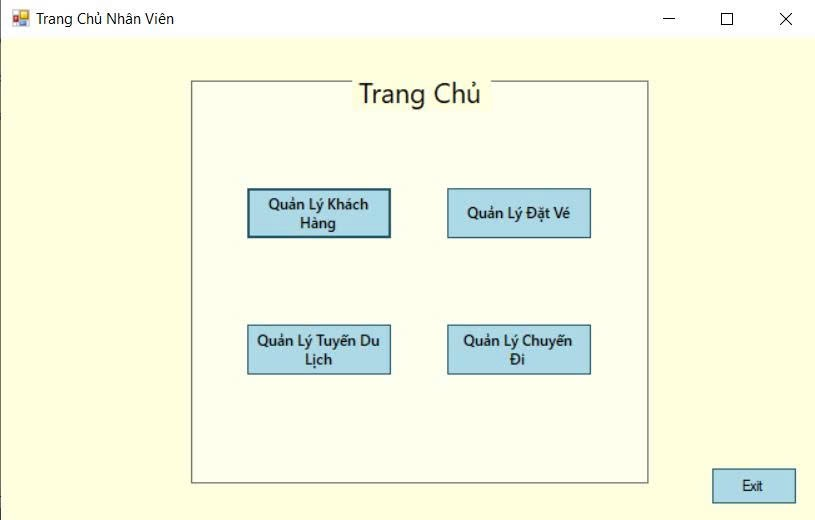 Trang Chủ Nhân Viên
Trang Chủ
Quản Lý Khách
Hàng
Quản Lý Đặt Vé
Quản Lý Tuyến Du
Lịch
Quản Lý Chuyến
Đi
Exit